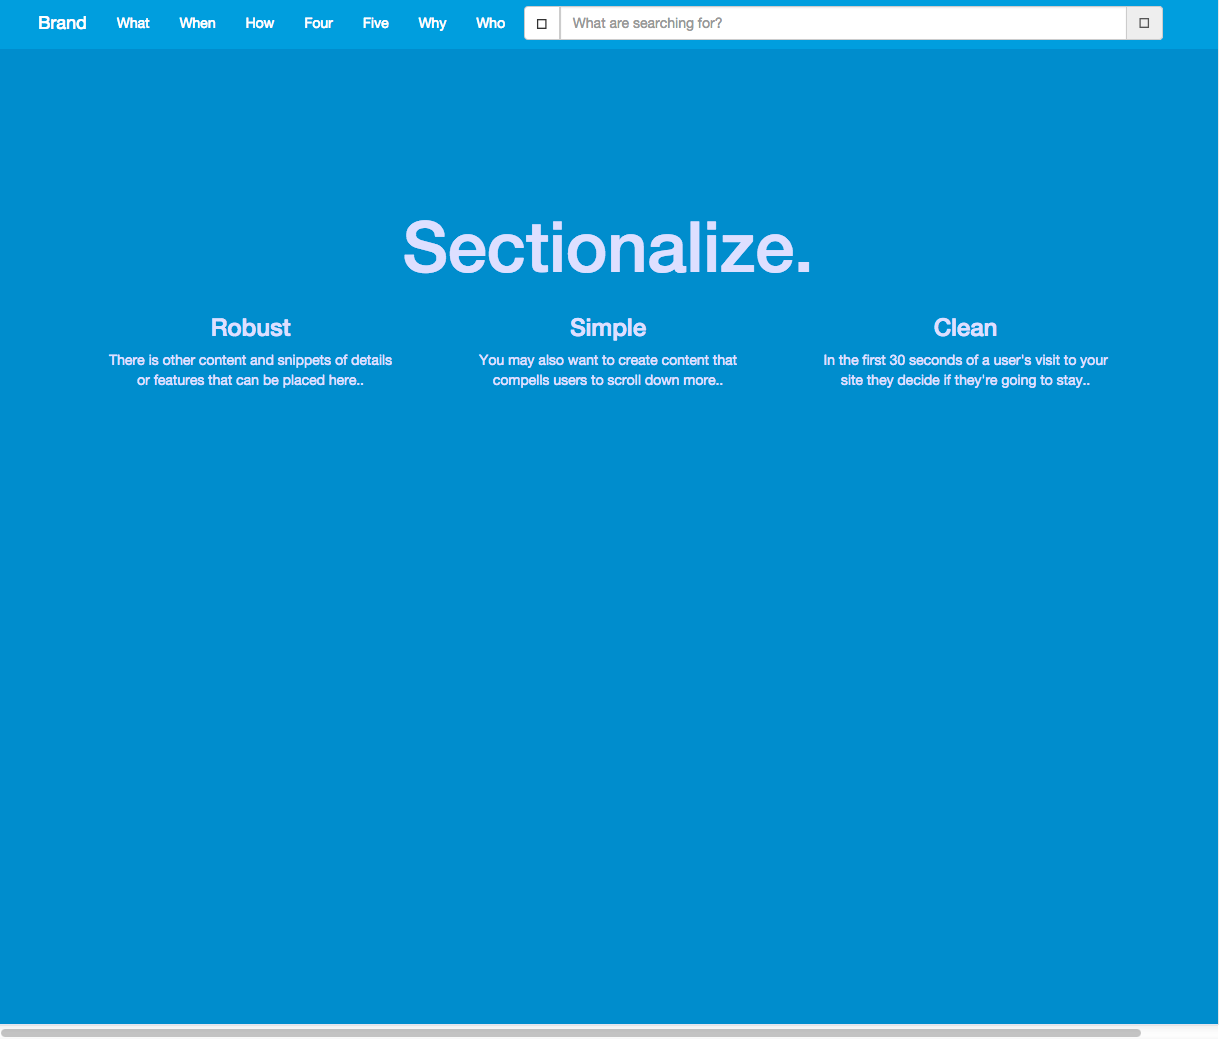 Brand What When How Four Five Why Who What are searching for?
Sectionalize.
Robust Simple Clean
There is other content and snippets of details You may also want to create content that In the first 30 seconds of a user's visit to your
or features that can be placed here.. compells users to scroll down more.. site they decide if they're going to stay..